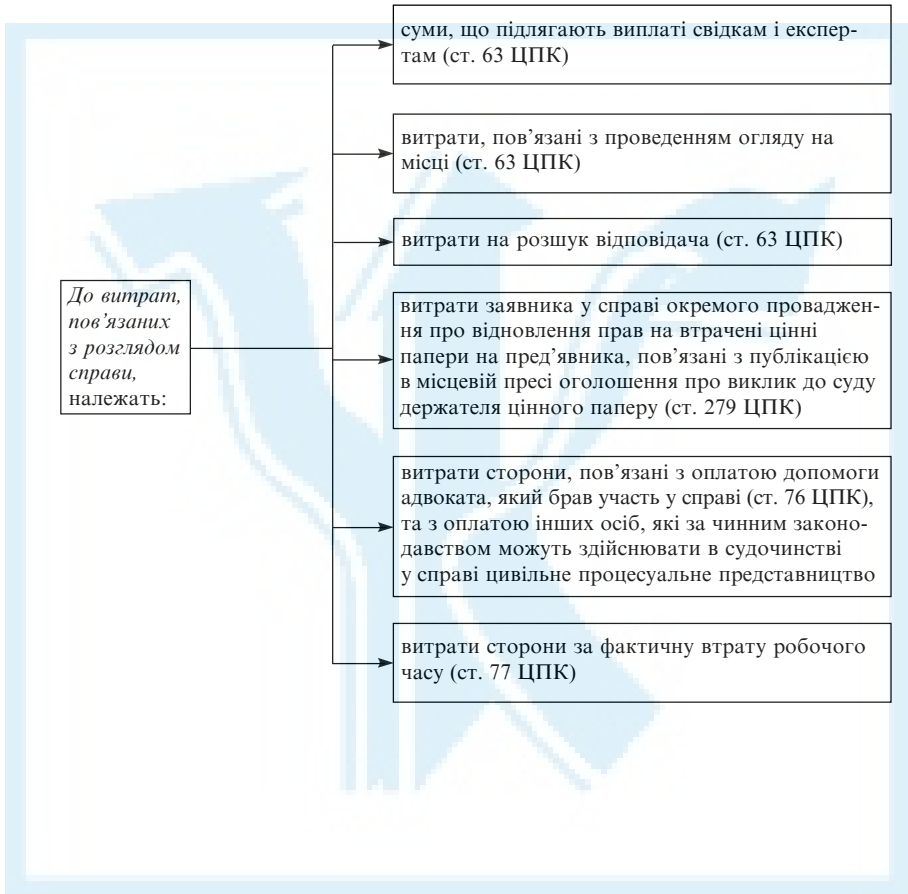 суми, що підлягають виплаті свідкам і експер-
там (ст. 63 ЦПК)
витрати, пов’язані з проведенням огляду на
місці (ст. 63 ЦПК)
витрати на розшук відповідача (ст. 63 ЦПК)
До витрат,
пов’язаних
з розглядом
справи,
належать:
витрати заявника у справі окремого проваджен-
ня про відновлення прав на втрачені цінні
папери на пред’явника, пов’язані з публікацією
в місцевій пресі оголошення про виклик до суду
держателя цінного паперу (ст. 279 ЦПК)
витрати сторони, пов’язані з оплатою допомоги
адвоката, який брав участь у справі (ст. 76 ЦПК),
та з оплатою інших осіб, які за чинним законо-
давством можуть здійснювати в судочинстві
у справі цивільне процесуальне представництво
витрати сторони за фактичну втрату робочого
часу (ст. 77 ЦПК)